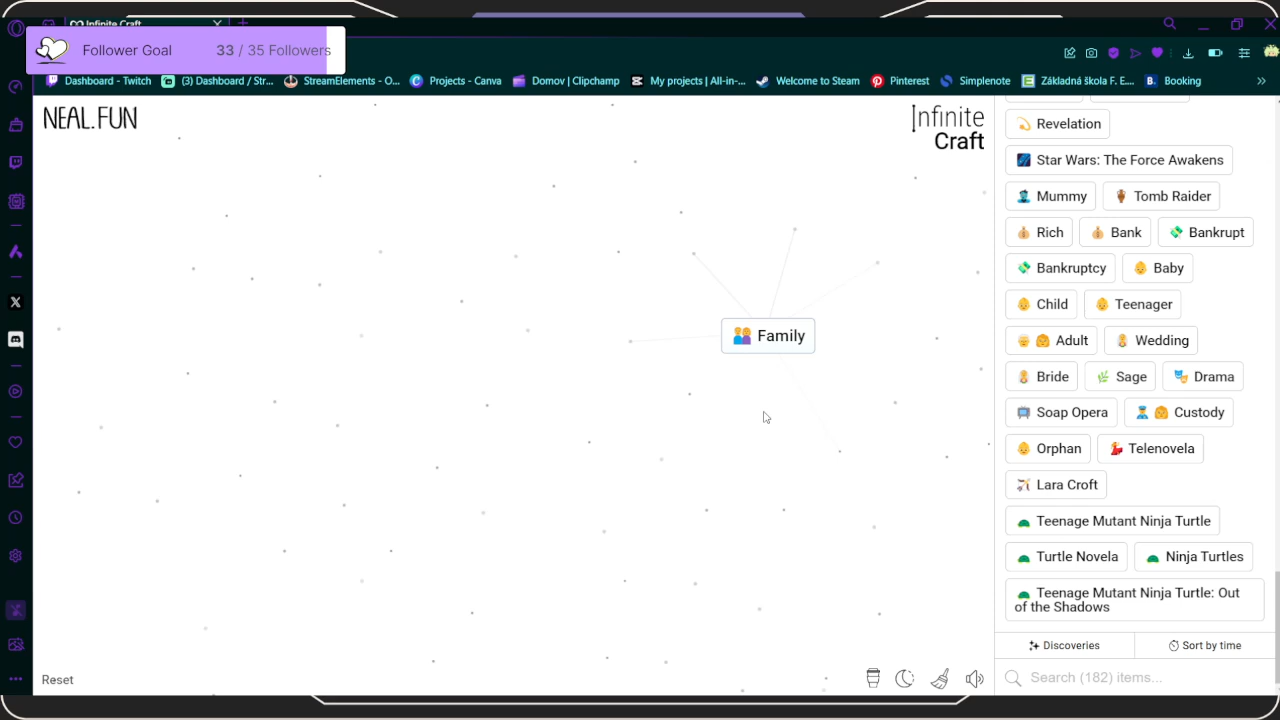 Infinite Craft
Follower Goal 33 / 35 Followers
Dashboard - Twitch (3) Dashboard / Str... StreamElements - O... Projects - Canva Domov | Clipchamp My projects | All-in-... Welcome to Steam Pinterest Simplenote Základná škola F. E... Booking
NEAL.FUN
Infinite
Craft
Family
Reset
Revelation
Star Wars: The Force Awakens
Mummy Tomb Raider
Rich Bank Bankrupt
Bankruptcy Baby
Child Teenager
Adult Wedding
Bride Sage Drama
Soap Opera Custody
Orphan Telenovela
Lara Croft
Teenage Mutant Ninja Turtle
Turtle Novela Ninja Turtles
Teenage Mutant Ninja Turtle: Out
of the Shadows
Discoveries Sort by time
Search (182) items...